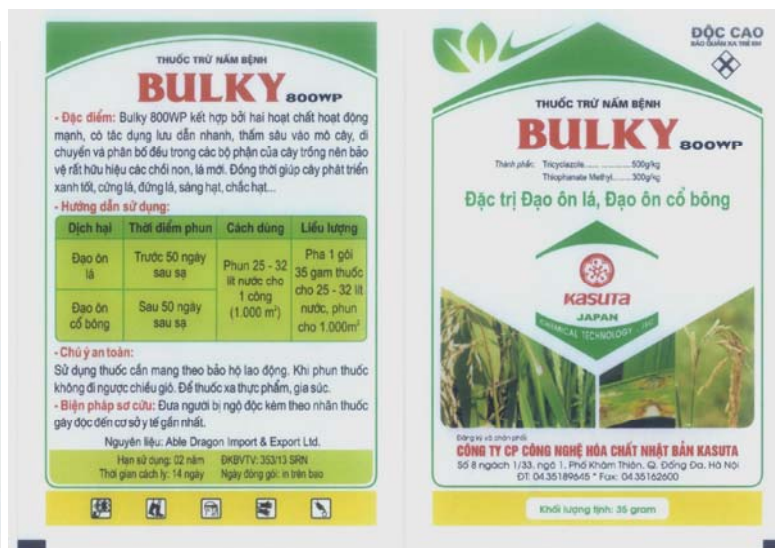 THUỐC TRỪ NẤM BỆNH
BULKY 800WP
- Đặc điểm: Bulky 800WP kết hợp bởi hai hoạt chất hoạt động
mạnh, có tác dụng lưu dẫn nhanh, thấm sâu vào mô cây, di
chuyển và phân bố đều trong các bộ phận của cây trồng nên bảo
vệ rất hữu hiệu các chồi non, lá mới. Đồng thời giúp cây phát triển
xanh tốt, cứng lá, đứng lá, sáng hạt, chắc hạt...
- Hướng dẫn sử dụng:
Dịch hại Thời điểm phun Cách dùng Liều lượng
Đạo ôn
lá
Trước 50 ngày
sau sạ
Đạo ôn
cổ bông
Sau 50 ngày
sau sạ
Phun 25 - 32
lít nước cho
1 công
(1.000 m²)
Pha 1 gói
35 gam thuốc
cho 25 - 32 lít
nước, phun
cho 1.000m²
- Chú ý an toàn:
Sử dụng thuốc cần mang theo bảo hộ lao động. Khi phun thuốc
không đi ngược chiều gió. Để thuốc xa thực phẩm, gia súc.
- Biện pháp sơ cứu: Đưa người bị ngộ độc kèm theo nhãn thuốc
gây độc đến cơ sở y tế gần nhất.
Nguyên liệu: Able Dragon Import & Export Ltd.
Hạn sử dụng: 02 năm ĐKBVTV: 353/13 SRN
Thời gian cách ly: 14 ngày Ngày đóng gói: in trên bao
ĐỘC CAO
BẢO QUẢN XA TRẺ EM
THUỐC TRỪ NẤM BỆNH
BULKY 800WP
Thành phần: Tricyclazole...............500g/kg
Thiophanate Methyl........300g/kg
Đặc trị Đạo ôn lá, Đạo ôn cổ bông
KASUTA
JAPAN
CHEMICAL TECHNOLOGY
Đăng ký và phân phối
CÔNG TY CP CÔNG NGHỆ HÓA CHẤT NHẬT BẢN KASUTA
Số 8 ngách 1/33, ngõ 1, Phố Khâm Thiên, Q. Đống Đa, Hà Nội
ĐT: 04.35189645 * Fax: 04.35162600
Khối lượng tịnh: 35 gram